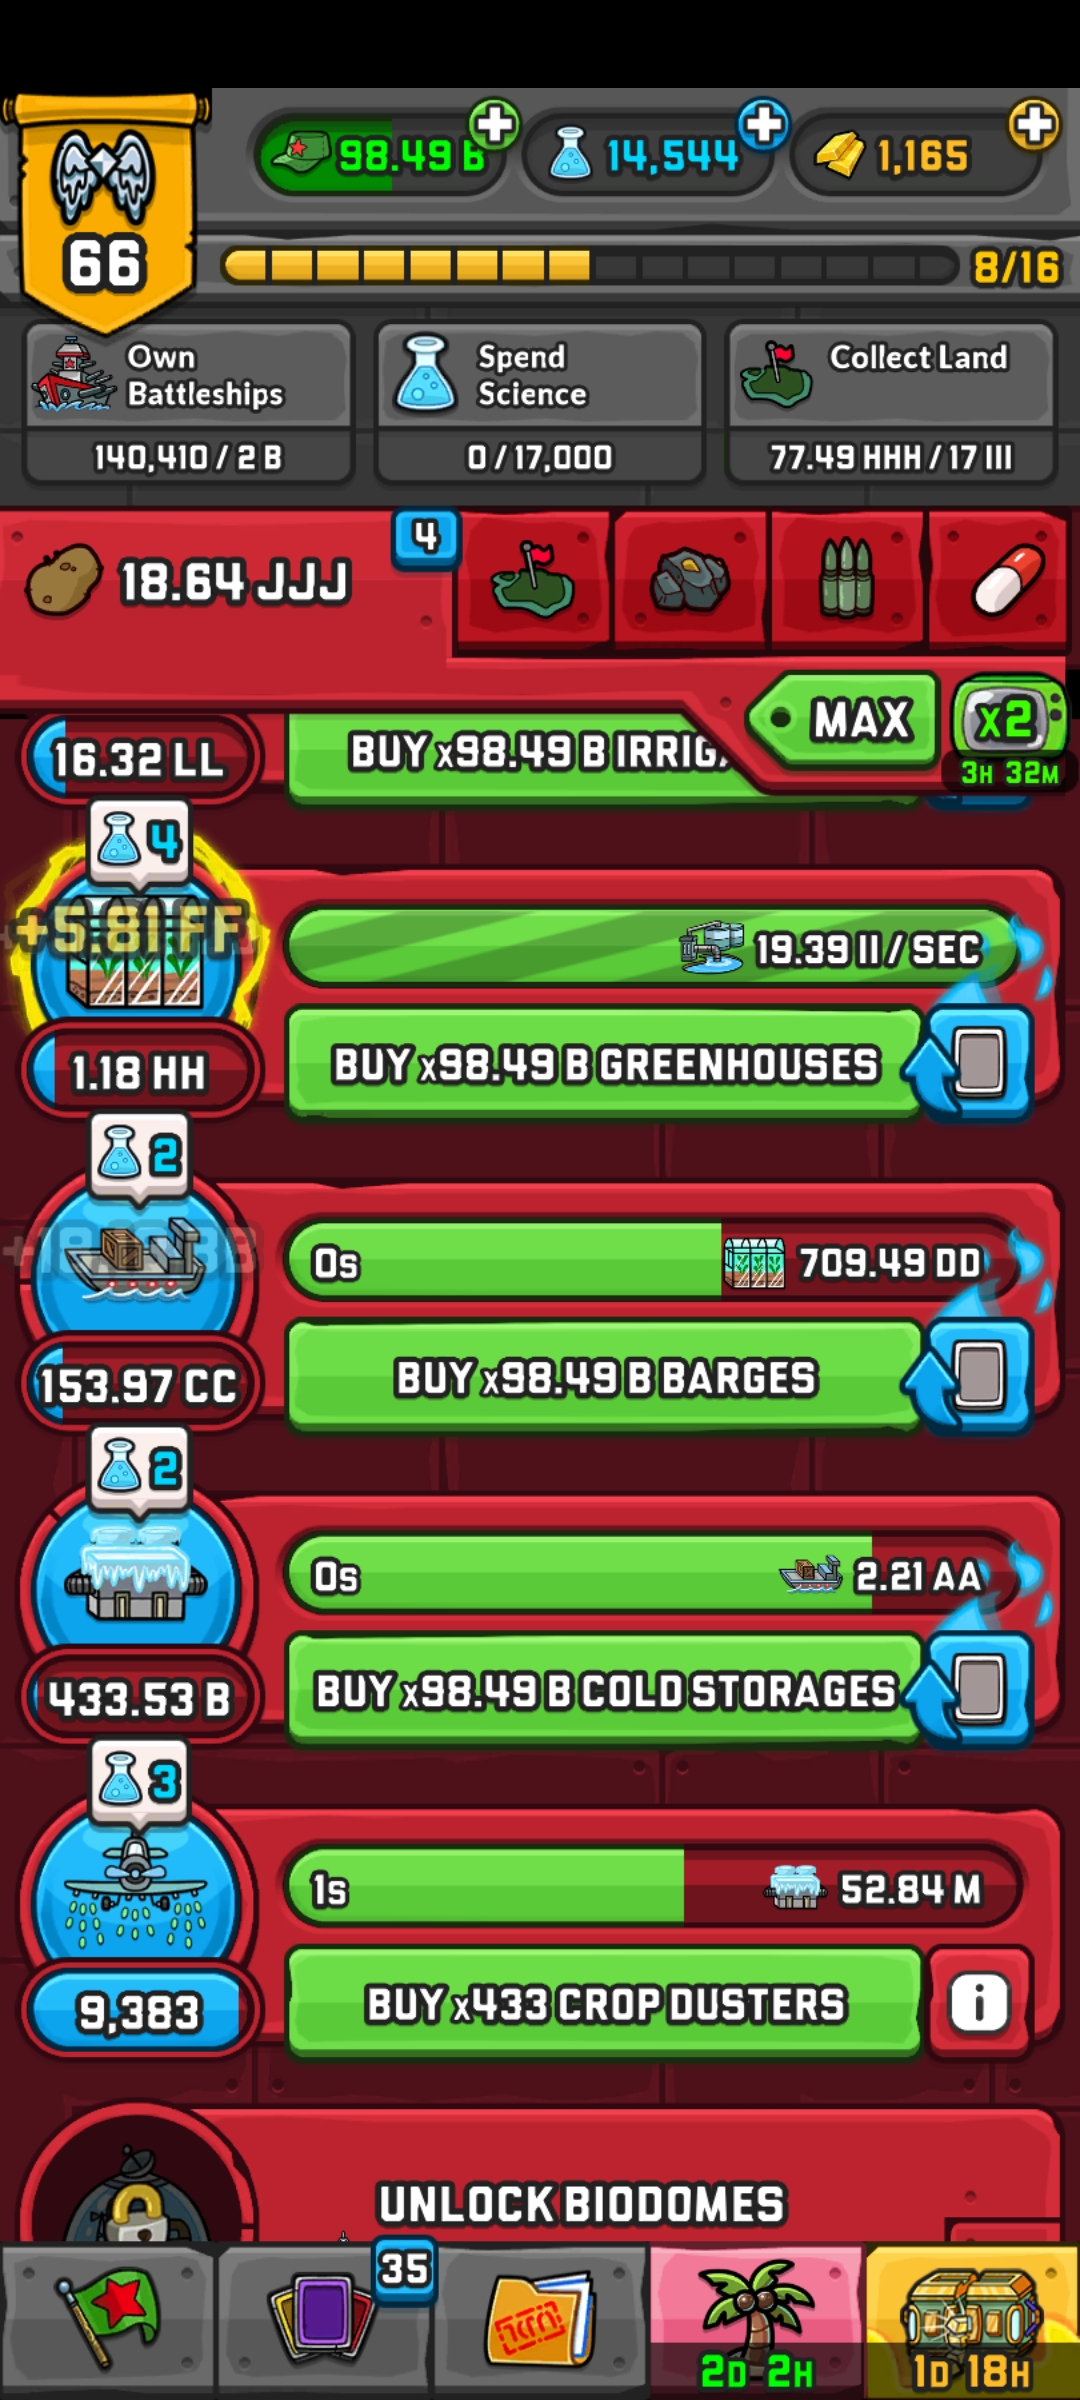 98.49 B
14,544
1,165
66
8/16
Own
Battleships
140,410 / 2 B
Spend
Science
0 / 17,000
Collect Land
77.49 HHH / 17 III
18.64 JJJ
4
MAX
x2
3H 32M
16.32 LL
BUY x98.49 B IRRIG
4
+5.81 FF
19.39 II / SEC
1.18 HH
BUY x98.49 B GREENHOUSES
2
0s
709.49 DD
153.97 CC
BUY x98.49 B BARGES
2
0s
2.21 AA
433.53 B
BUY x98.49 B COLD STORAGES
3
1s
52.84 M
9,383
BUY x433 CROP DUSTERS
i
UNLOCK BIODOMES
35
2D 2H
1D 18H